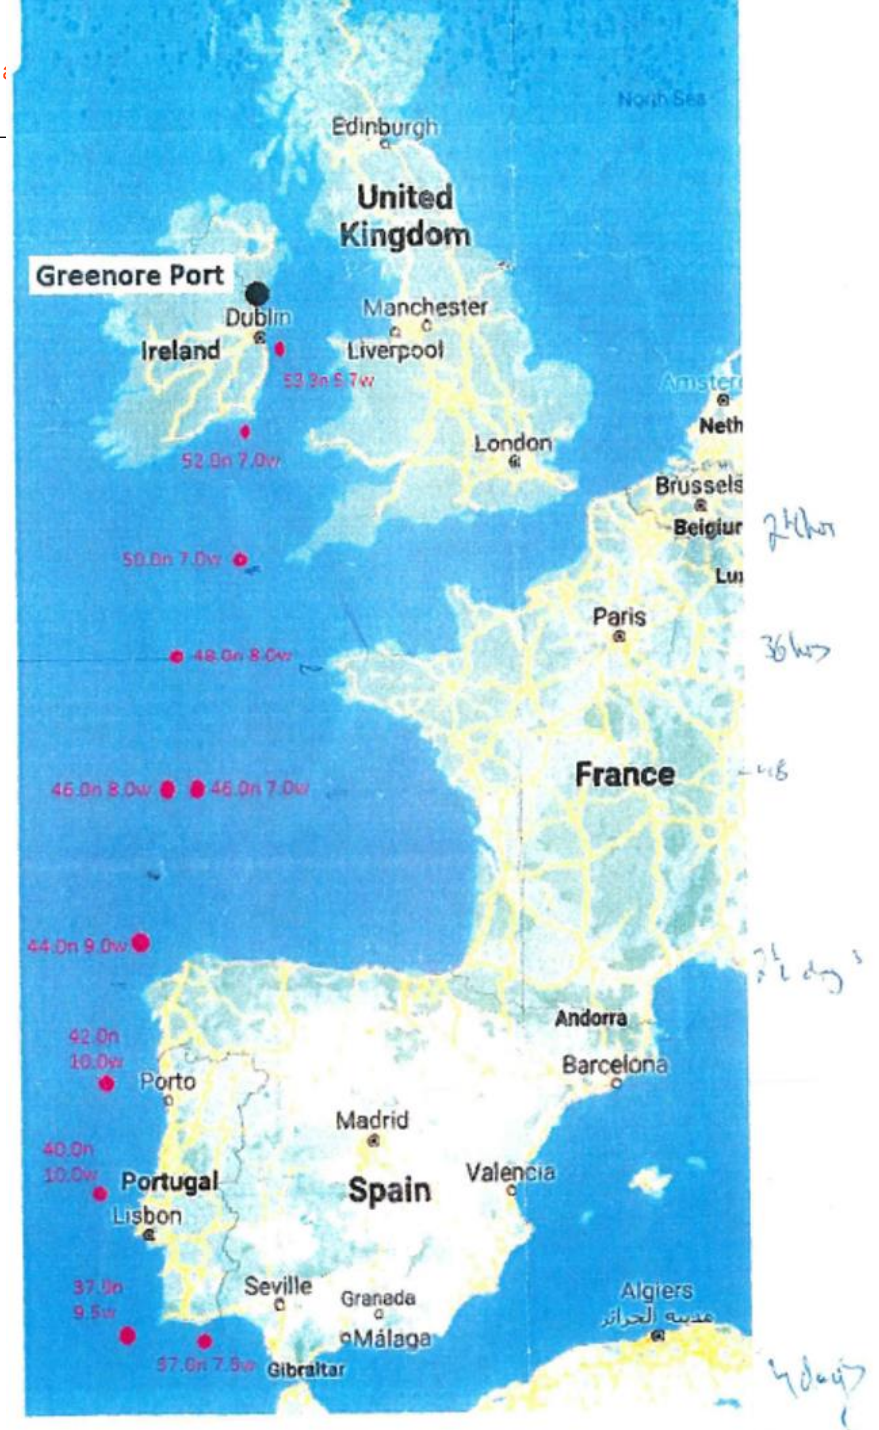 North Sea
Edinburgh
United
Kingdom
Greenore Port
Dublin
Manchester
Ireland
Liverpool
53.3n 5.7w
Amster
Neth
London
52.0n 7.0w
Brussels
Belgiur
24hrs
50.0n 7.0w
Lux
Paris
48.0n 8.0w
36hrs
France
48
46.0n 8.0w
46.0n 7.0w
44.0n 9.0w
2½ days
Andorra
42.0n
10.0w
Porto
Barcelona
Madrid
40.0n
10.0w
Portugal
Spain
Valencia
Lisbon
37.0n
9.5w
Seville
Granada
Algiers
مدينة الجزائر
Málaga
37.0n 7.5w
Gibraltar
4 days